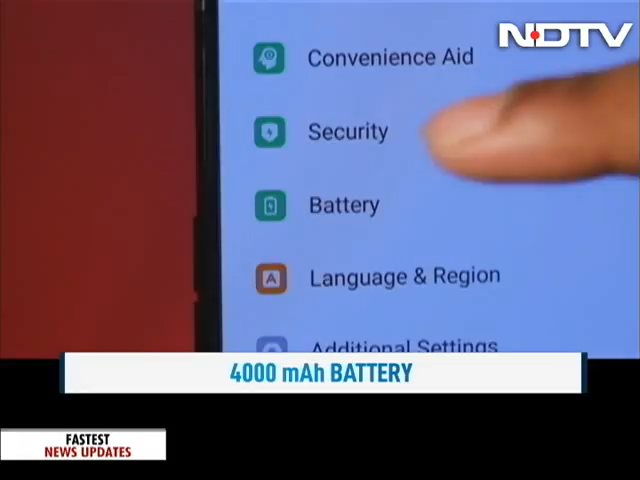 NDTV
Convenience Aid
Security
Battery
Language & Region
Additional Settings
4000 mAh BATTERY
FASTEST
NEWS UPDATES